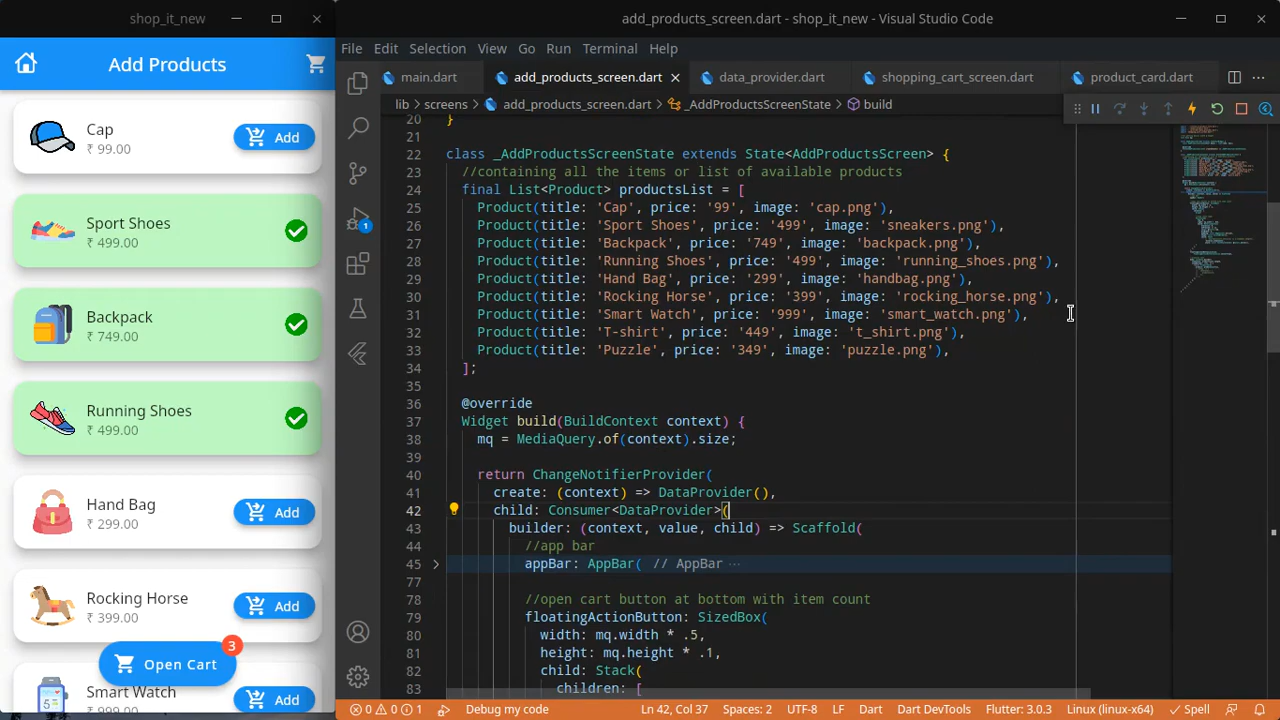 shop_it_new
Add Products
Cap
₹ 99.00
Add
Sport Shoes
₹ 499.00
Backpack
₹ 749.00
Running Shoes
₹ 499.00
Hand Bag
₹ 299.00
Add
Rocking Horse
₹ 399.00
Add
3
Open Cart
Smart Watch
₹ 999.00
Add
add_products_screen.dart - shop_it_new - Visual Studio Code
File Edit Selection View Go Run Terminal Help
main.dart add_products_screen.dart data_provider.dart shopping_cart_screen.dart product_card.dart
lib > screens > add_products_screen.dart > _AddProductsScreenState > build
1
20 }
21
22 class _AddProductsScreenState extends State<AddProductsScreen> {
23 //containing all the items or list of available products
24 final List<Product> productsList = [
25 Product(title: 'Cap', price: '99', image: 'cap.png'),
26 Product(title: 'Sport Shoes', price: '499', image: 'sneakers.png'),
27 Product(title: 'Backpack', price: '749', image: 'backpack.png'),
28 Product(title: 'Running Shoes', price: '499', image: 'running_shoes.png'),
29 Product(title: 'Hand Bag', price: '299', image: 'handbag.png'),
30 Product(title: 'Rocking Horse', price: '399', image: 'rocking_horse.png'),
31 Product(title: 'Smart Watch', price: '999', image: 'smart_watch.png'),
32 Product(title: 'T-shirt', price: '449', image: 't_shirt.png'),
33 Product(title: 'Puzzle', price: '349', image: 'puzzle.png'),
34 ];
35
36 @override
37 Widget build(BuildContext context) {
38 mq = MediaQuery.of(context).size;
39
40 return ChangeNotifierProvider(
41 create: (context) => DataProvider(),
42 child: Consumer<DataProvider>(
43 builder: (context, value, child) => Scaffold(
44 //app bar
45 appBar: AppBar( // AppBar ...
77
78 //open cart button at bottom with item count
79 floatingActionButton: SizedBox(
80 width: mq.width * .5,
81 height: mq.height * .1,
82 child: Stack(
83 children: [
0 0 1 Debug my code Ln 42, Col 37 Spaces: 2 UTF-8 LF Dart Dart DevTools Flutter: 3.0.3 Linux (linux-x64) Spell